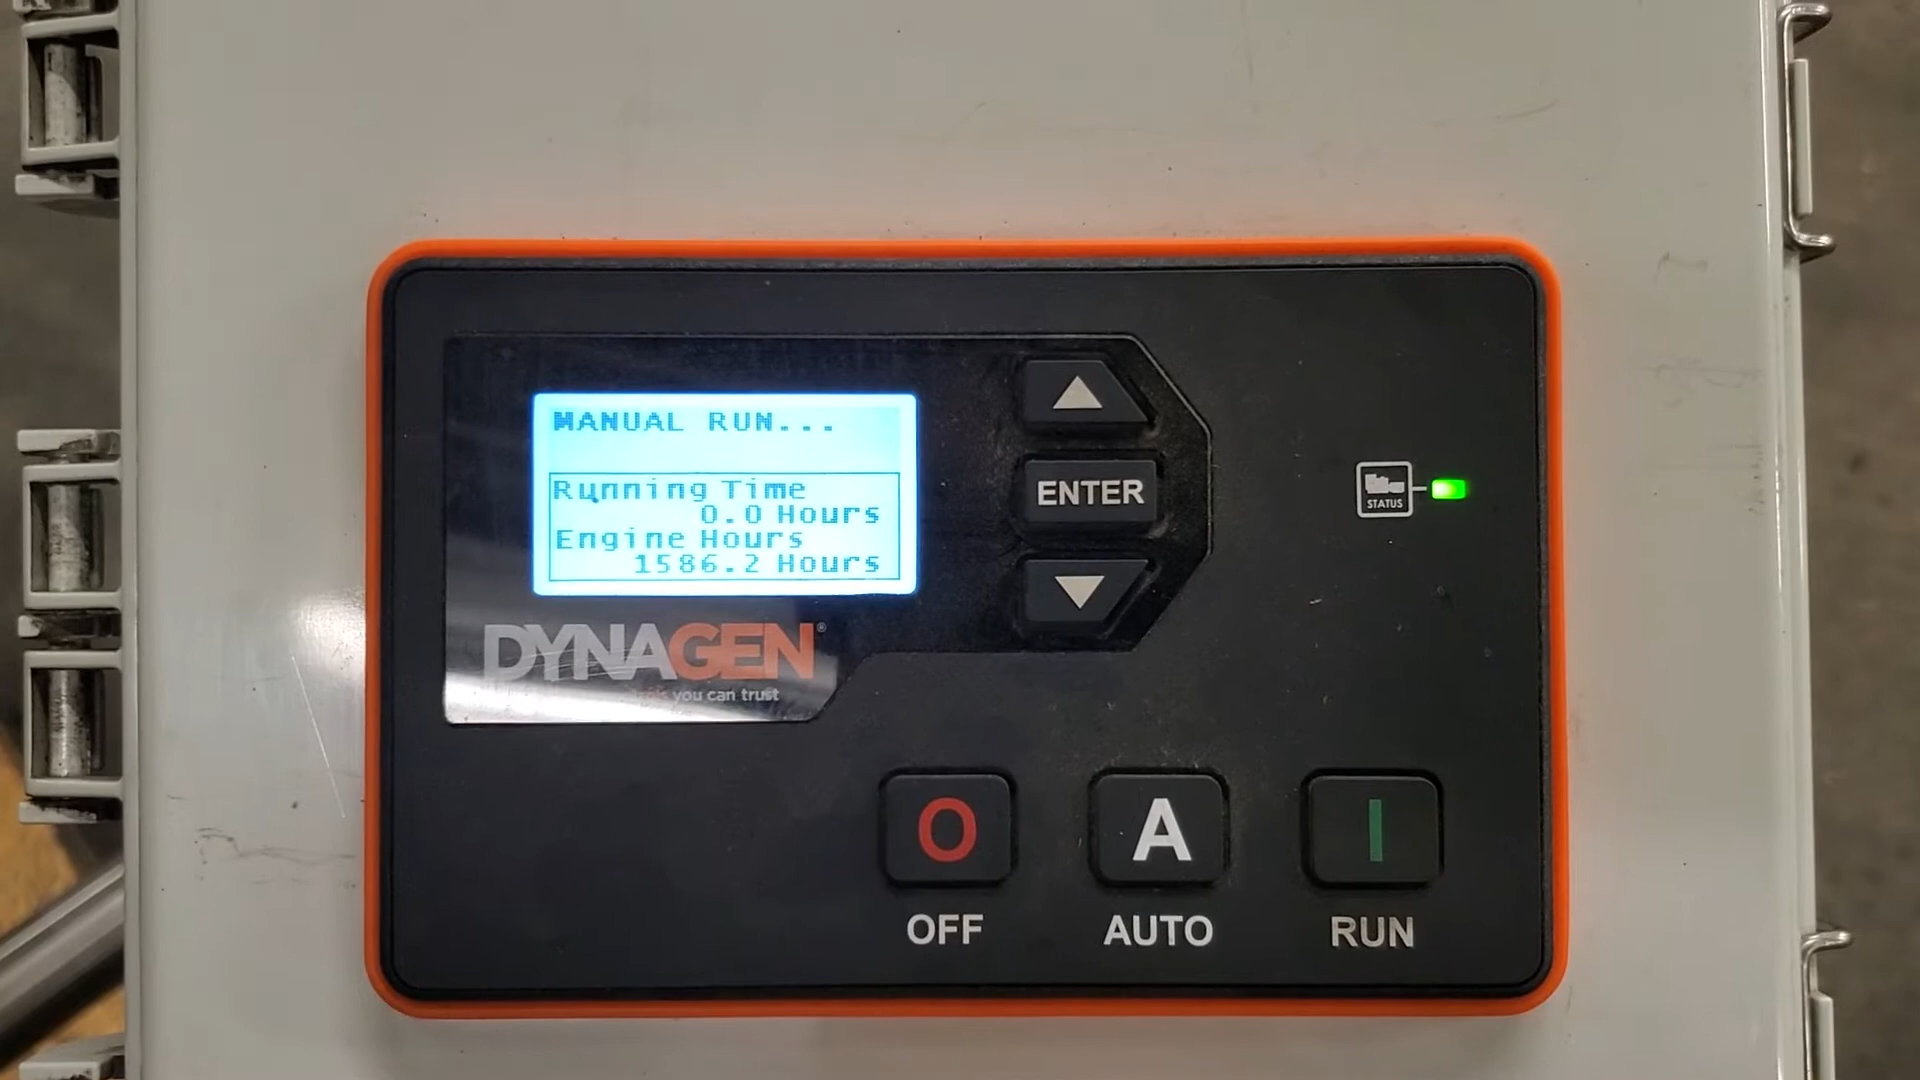 MANUAL RUN...
Running Time
0.0 Hours
Engine Hours
1586.2 Hours
ENTER
STATUS
DYNAGEN®
you can trust
O
A
I
OFF
AUTO
RUN